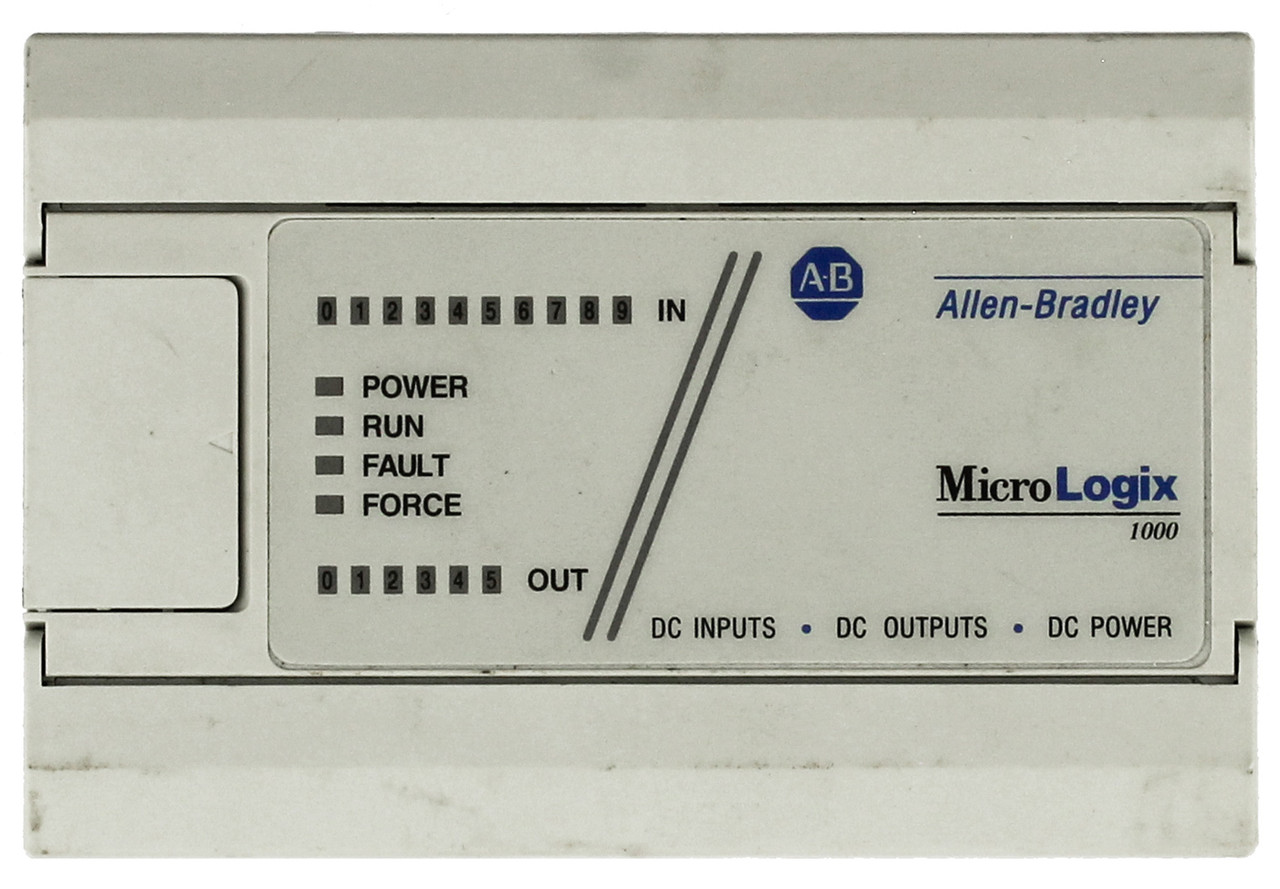 0 1 2 3 4 5 6 7 8 9 IN
A·B
Allen-Bradley
POWER
RUN
FAULT
FORCE
MicroLogix
1000
0 1 2 3 4 5 OUT
DC INPUTS • DC OUTPUTS • DC POWER